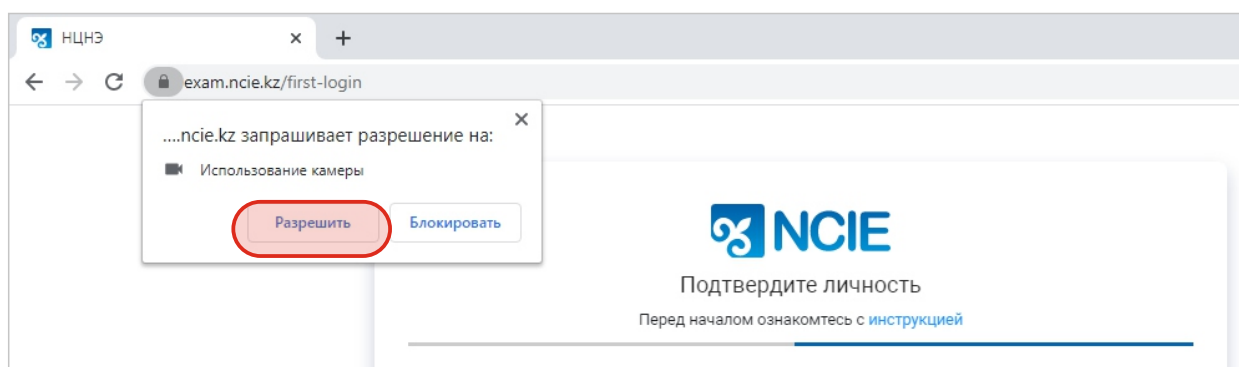 НЦНЭ
exam.ncie.kz/first-login
....ncie.kz запрашивает разрешение на:
Использование камеры
Разрешить Блокировать
NCIE
Подтвердите личность
Перед началом ознакомтесь с инструкцией